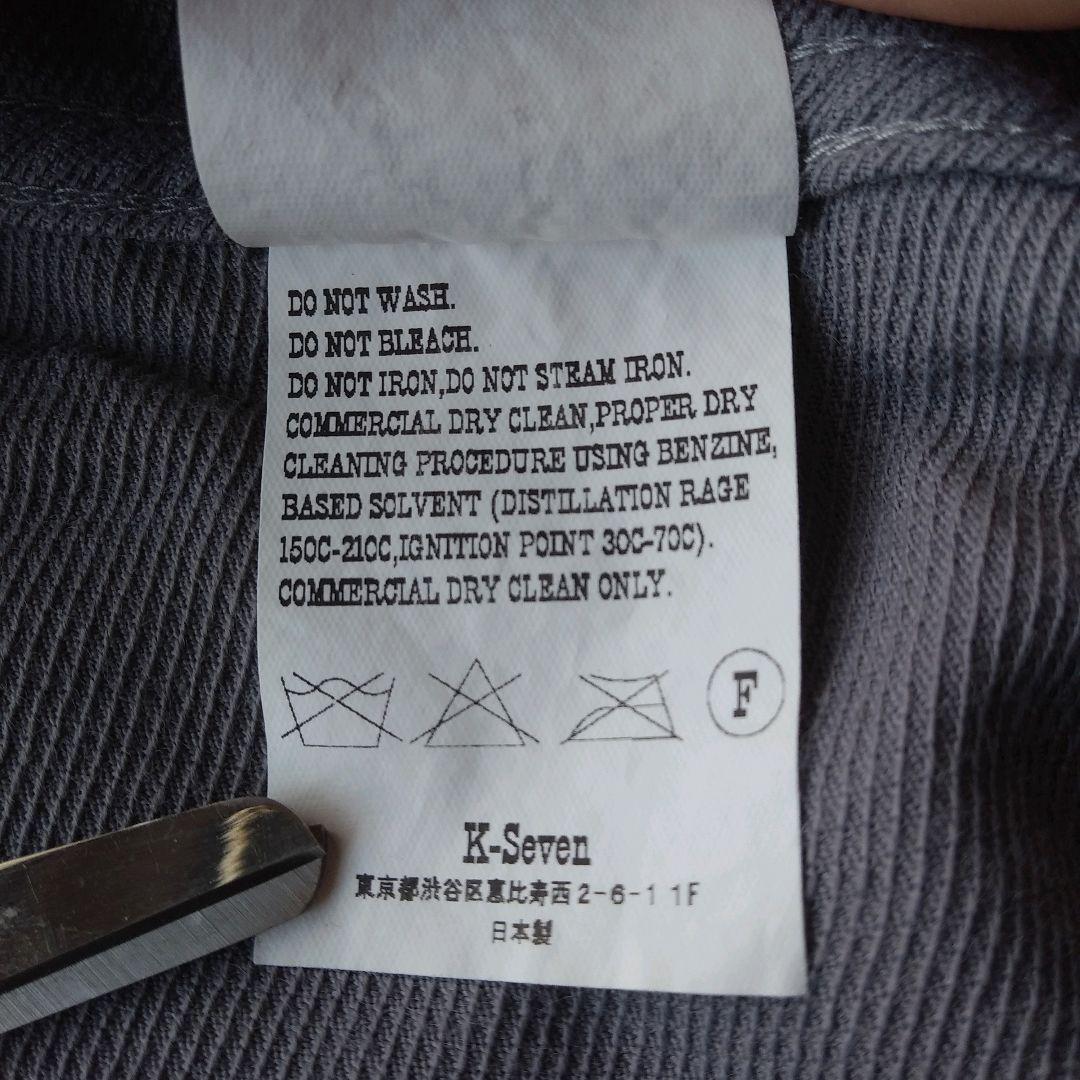 DO NOT WASH.
DO NOT BLEACH.
DO NOT IRON,DO NOT STEAM IRON.
COMMERCIAL DRY CLEAN,PROPER DRY
CLEANING PROCEDURE USING BENZINE,
BASED SOLVENT (DISTILLATION RAGE
150C-210C,IGNITION POINT 30C-70C).
COMMERCIAL DRY CLEAN ONLY.
F
K-Seven
東京都渋谷区恵比寿西2-6-1 1F
日本製